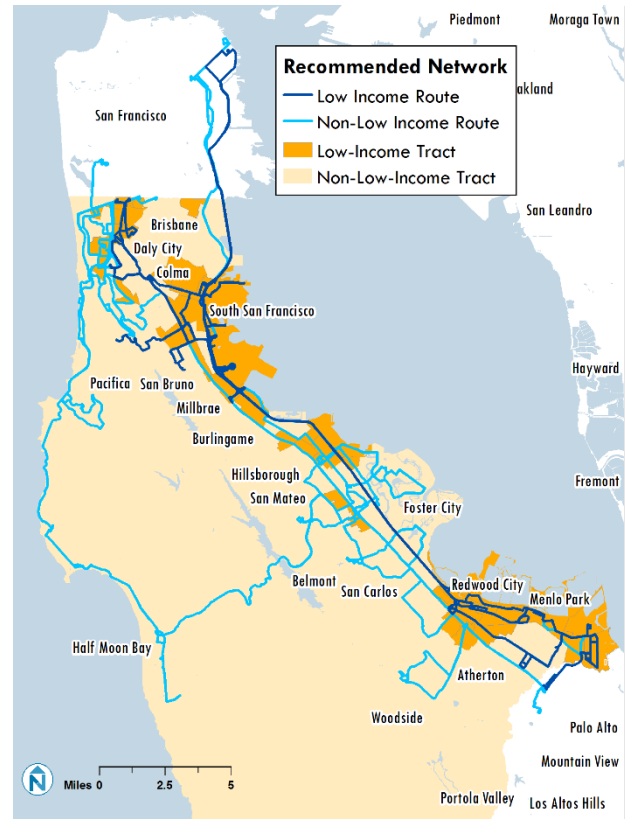 Piedmont
Moraga Town
Recommended Network
Low Income Route
Non-Low Income Route
Low-Income Tract
Non-Low-Income Tract
akland
San Francisco
San Leandro
Brisbane
Daly City
Colma
South San Francisco
Hayward
Pacifica
San Bruno
Millbrae
Burlingame
Hillsborough
Fremont
San Mateo
Foster City
Belmont
San Carlos
Redwood City
Menlo Park
Half Moon Bay
Atherton
Woodside
Palo Alto
Mountain View
Portola Valley
Los Altos Hills
N
Miles 0 2.5 5